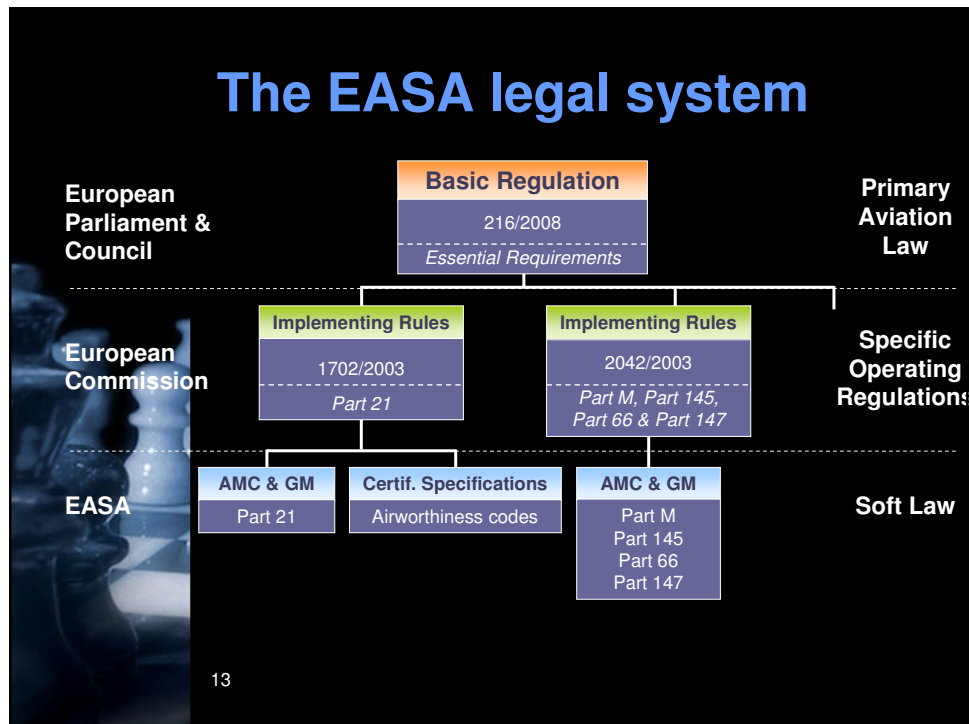 The EASA legal system
European
Parliament &
Council
Basic Regulation
216/2008
Essential Requirements
Primary
Aviation
Law
European
Commission
Implementing Rules
1702/2003
Part 21
Implementing Rules
2042/2003
Part M, Part 145,
Part 66 & Part 147
Specific
Operating
Regulations
EASA
AMC & GM
Part 21
Certif. Specifications
Airworthiness codes
AMC & GM
Part M
Part 145
Part 66
Part 147
Soft Law
13